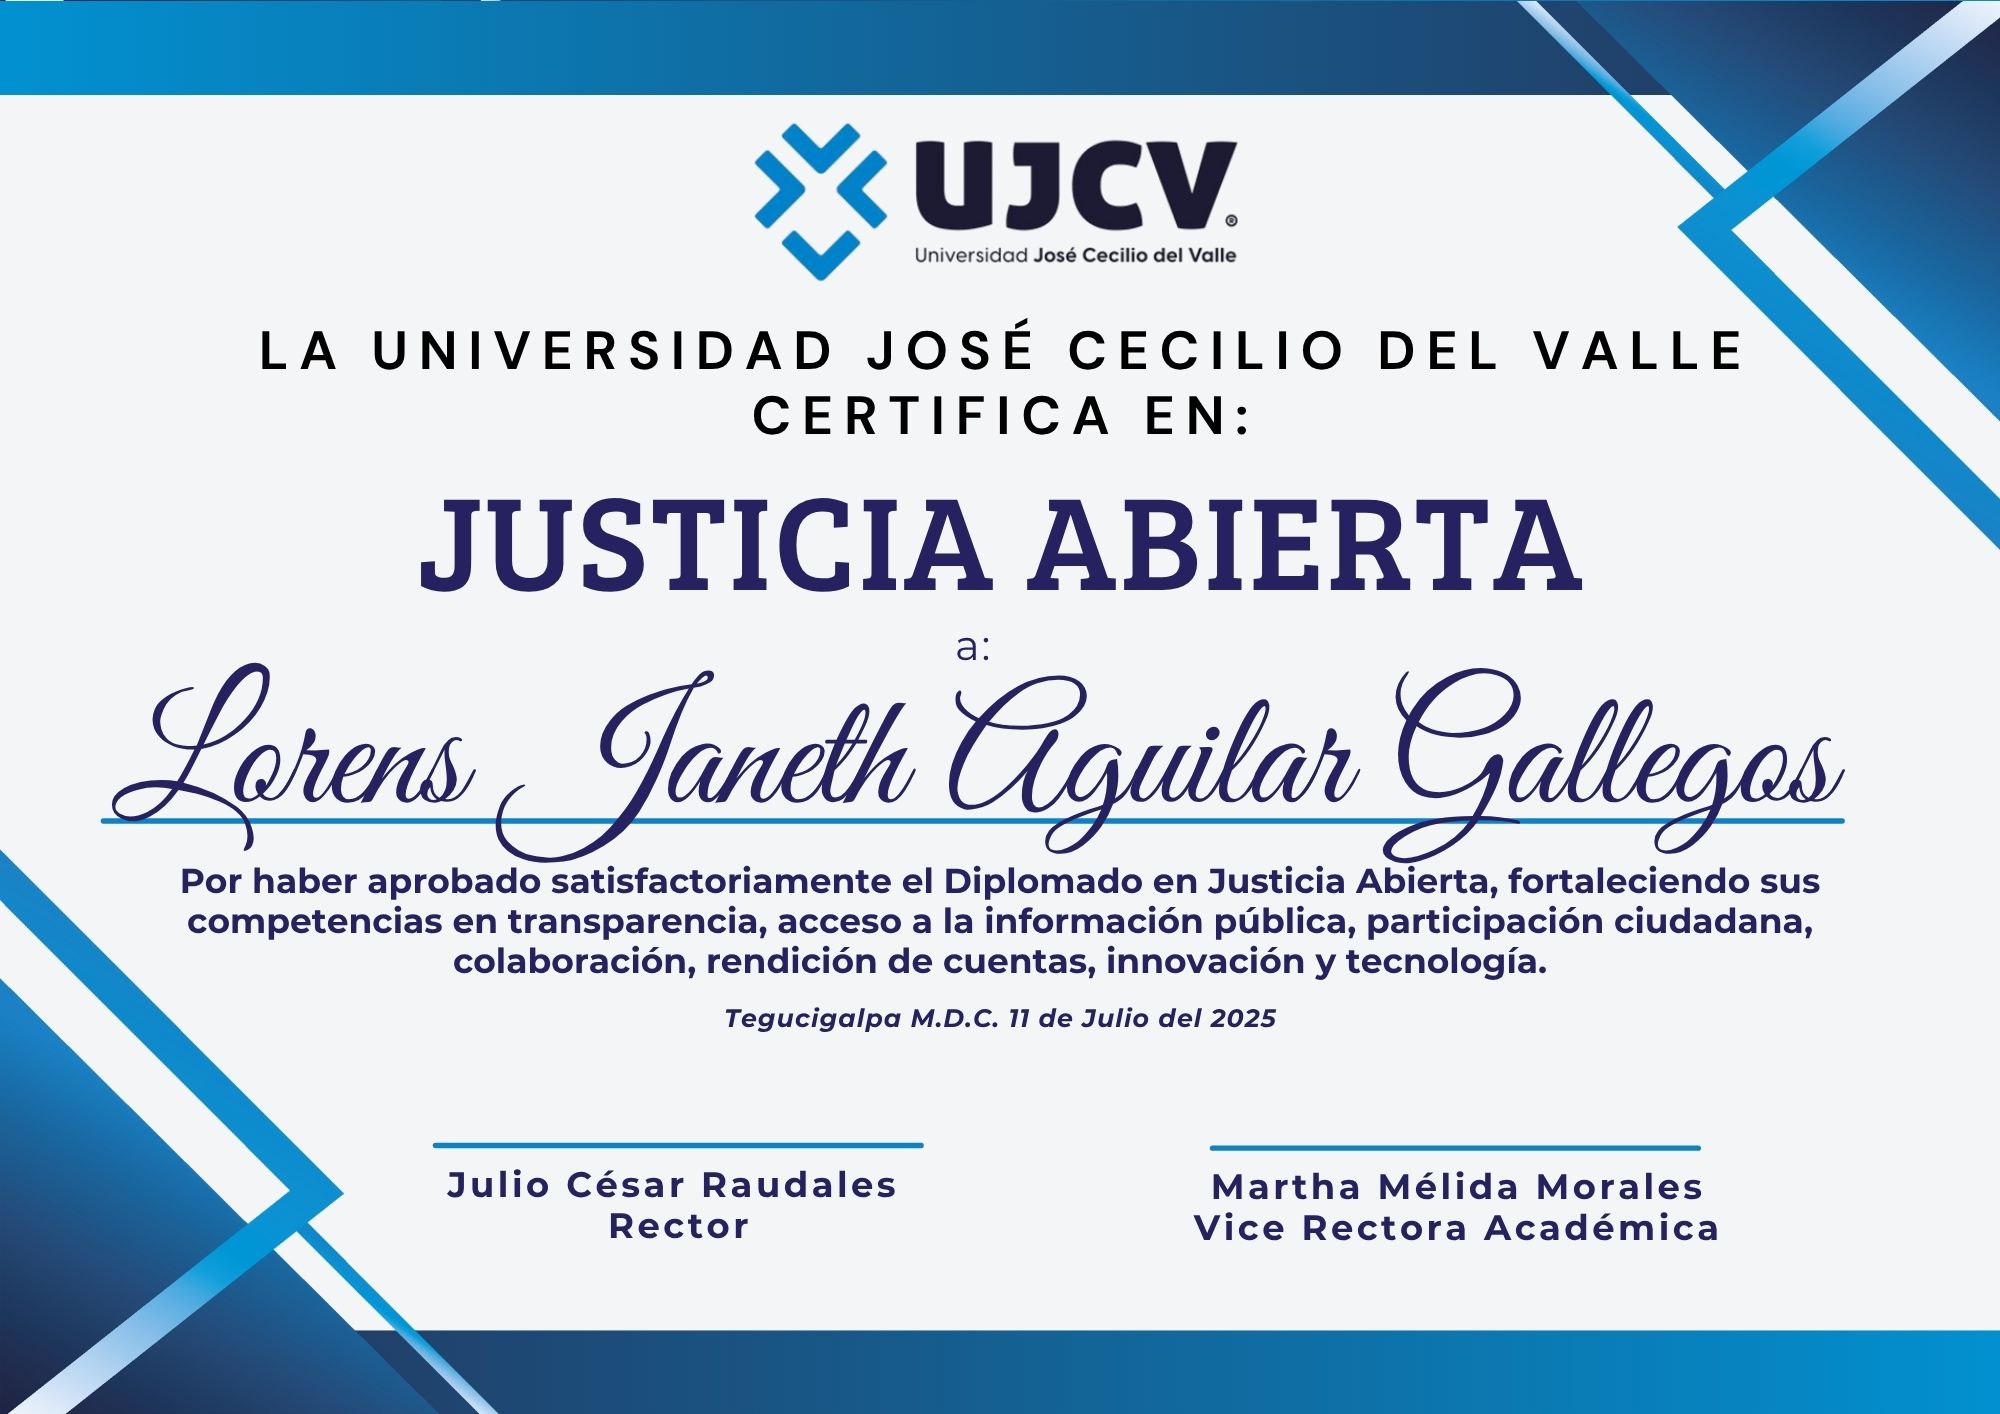 UJCV®
Universidad José Cecilio del Valle
LA UNIVERSIDAD JOSÉ CECILIO DEL VALLE
CERTIFICA EN:
JUSTICIA ABIERTA
a:
Lorens Janeth Aguilar Gallegos
Por haber aprobado satisfactoriamente el Diplomado en Justicia Abierta, fortaleciendo sus
competencias en transparencia, acceso a la información pública, participación ciudadana,
colaboración, rendición de cuentas, innovación y tecnología.
Tegucigalpa M.D.C. 11 de Julio del 2025
Julio César Raudales
Rector
Martha Mélida Morales
Vice Rectora Académica